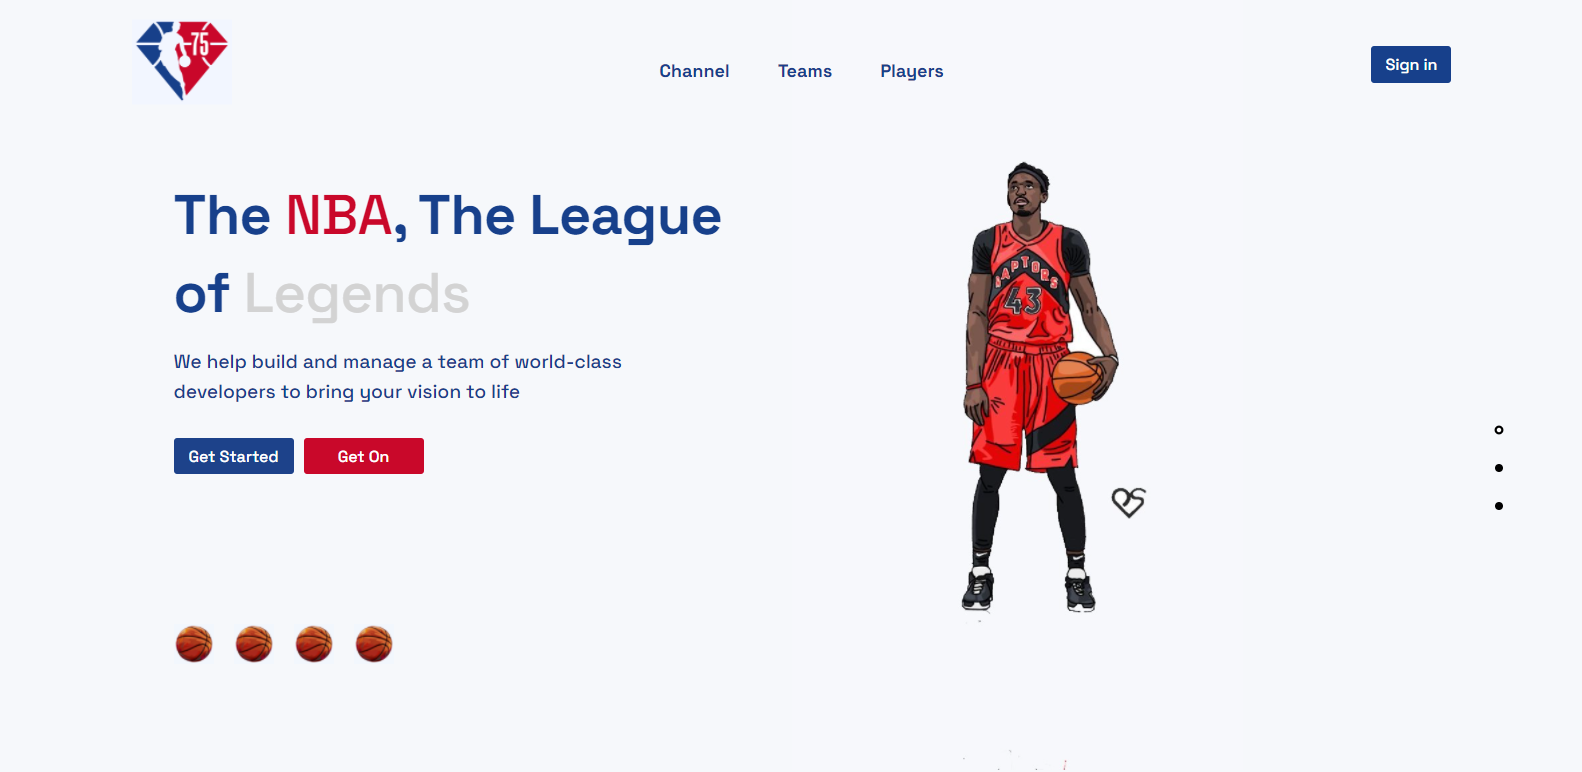 75
Channel
Teams
Players
Sign in
The NBA, The League
of Legends
We help build and manage a team of world-class
developers to bring your vision to life
Get Started
Get On
RAPTORS
43